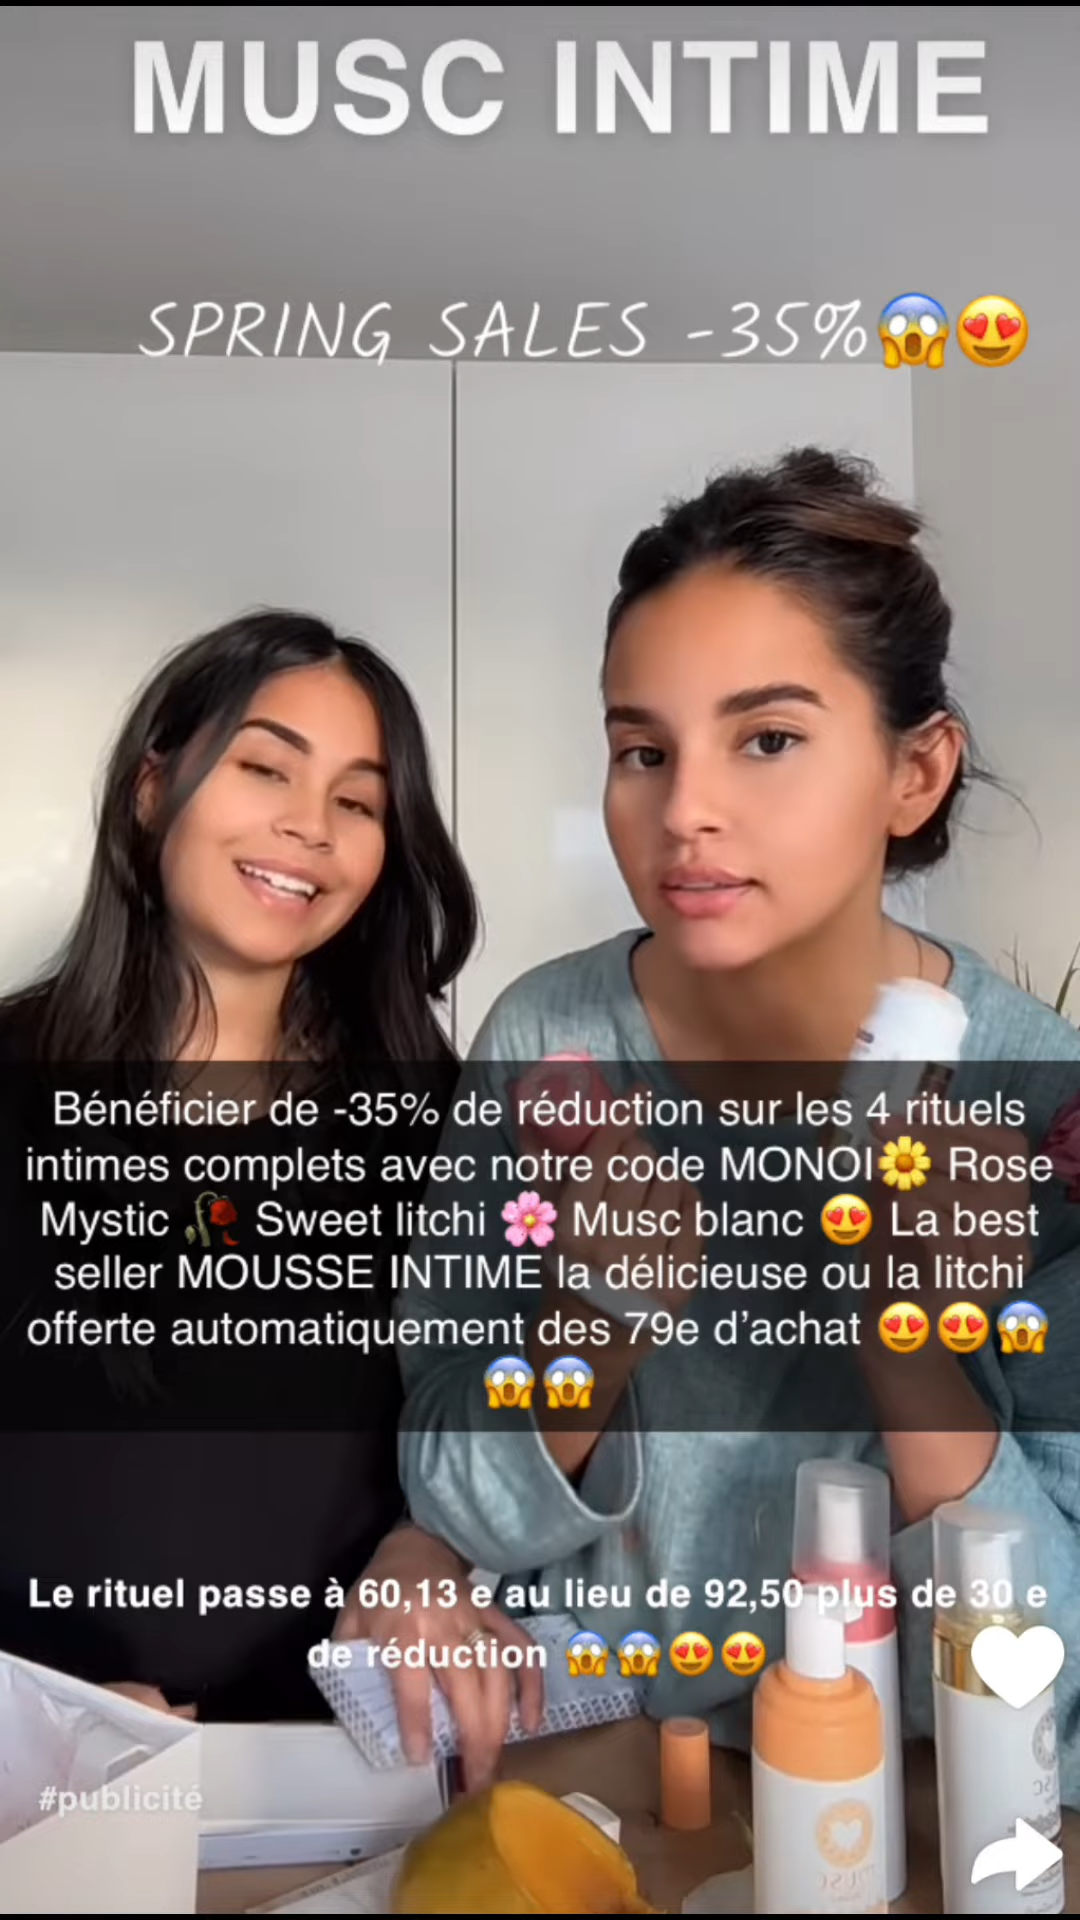 MUSC INTIME
SPRING SALES -35%😱😍
Bénéficier de -35% de réduction sur les 4 rituels
intimes complets avec notre code MONOI🌼 Rose
Mystic 🥀 Sweet litchi 🌸 Musc blanc 😍 La best
seller MOUSSE INTIME la délicieuse ou la litchi
offerte automatiquement des 79e d’achat 😍😍😱
😱😱
Le rituel passe à 60,13 e au lieu de 92,50 plus de 30 e
de réduction 😱😱😍😍
#publicité